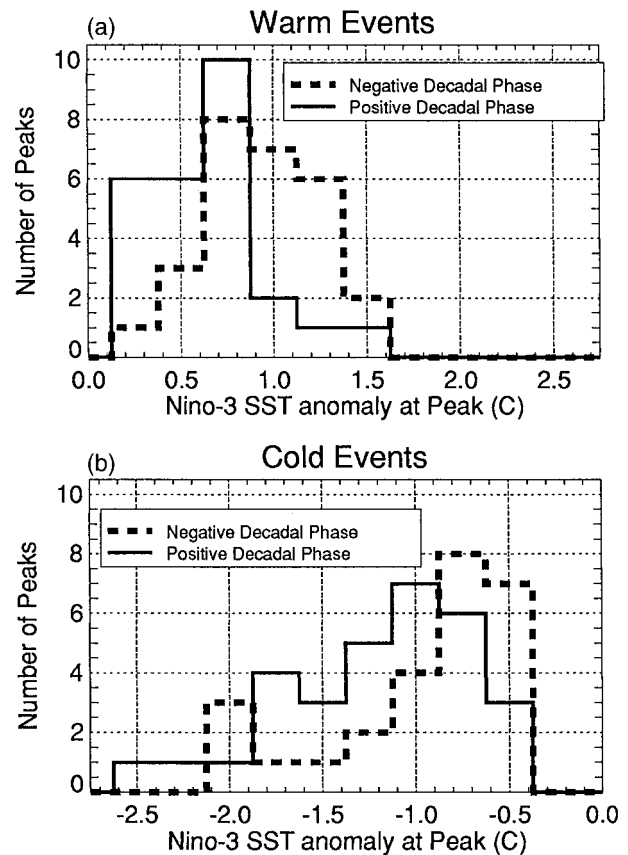 (a)
Warm Events
Negative Decadal Phase
Positive Decadal Phase
Number of Peaks
10
8
6
4
2
0
0.0 0.5 1.0 1.5 2.0 2.5
Nino-3 SST anomaly at Peak (C)
(b)
Cold Events
Negative Decadal Phase
Positive Decadal Phase
Number of Peaks
10
8
6
4
2
0
-2.5 -2.0 -1.5 -1.0 -0.5 0.0
Nino-3 SST anomaly at Peak (C)